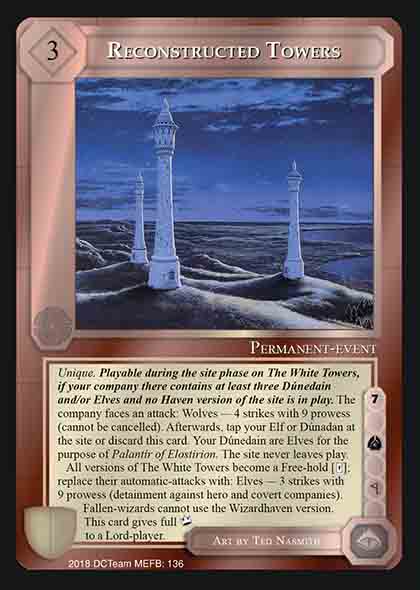 3
Reconstructed Towers
Permanent-event
Unique. Playable during the site phase on The White Towers,
if your company there contains at least three Dúnedain
and/or Elves and no Haven version of the site is in play. The
company faces an attack: Wolves — 4 strikes with 9 prowess
(cannot be cancelled). Afterwards, tap your Elf or Dúnadan at
the site or discard this card. Your Dúnedain are Elves for the
purpose of Palantír of Elostirion. The site never leaves play.
All versions of The White Towers become a Free-hold [ ];
replace their automatic-attacks with: Elves — 3 strikes with
9 prowess (detainment against hero and covert companies).
Fallen-wizards cannot use the Wizardhaven version.
This card gives full
to a Lord-player.
7
Art by Ted Nasmith
2018 DCTeam MEFB: 136